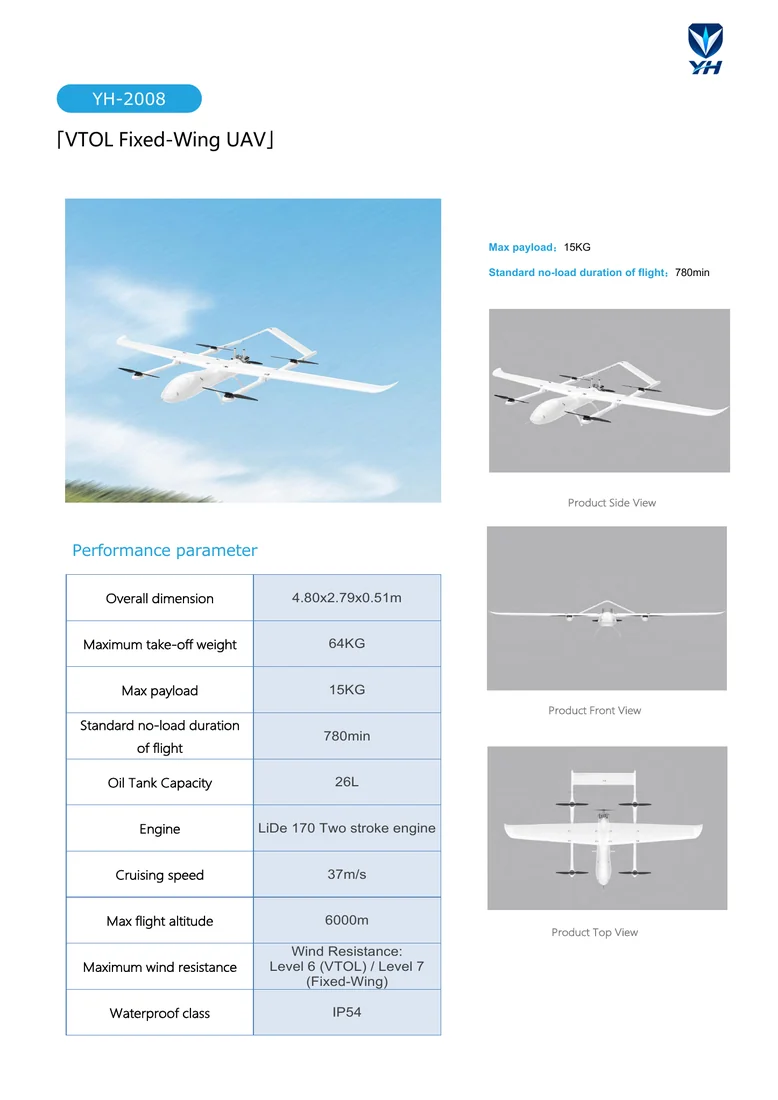 YH
YH-2008
「VTOL Fixed-Wing UAV」
Max payload：15KG
Standard no-load duration of flight：780min
Product Side View
Product Front View
Product Top View
Performance parameter
Overall dimension 4.80x2.79x0.51m
Maximum take-off weight 64KG
Max payload 15KG
Standard no-load duration
of flight 780min
Oil Tank Capacity 26L
Engine LiDe 170 Two stroke engine
Cruising speed 37m/s
Max flight altitude 6000m
Maximum wind resistance Wind Resistance:
Level 6 (VTOL) / Level 7
(Fixed-Wing)
Waterproof class IP54